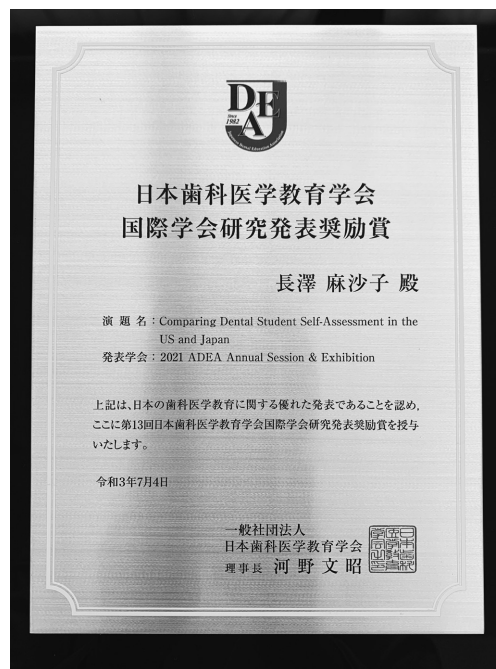 DEAJ
Since
1982
Japanese Dental Education Association
日本歯科医学教育学会
国際学会研究発表奨励賞
長澤 麻沙子 殿
演 題 名：Comparing Dental Student Self-Assessment in the
US and Japan
発表学会：2021 ADEA Annual Session & Exhibition
上記は、日本の歯科医学教育に関する優れた発表であることを認め、
ここに第13回日本歯科医学教育学会国際学会研究発表奨励賞を授与
いたします。
令和3年7月4日
一般社団法人
日本歯科医学教育学会
理事長 河野文昭